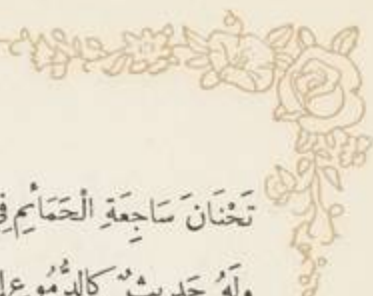 تَحْنَانَ سَاجِعَةِ الْحَمَائِمِ فِي
وَلَهُ حَدِيثٌ كَالدُّمُوعِ